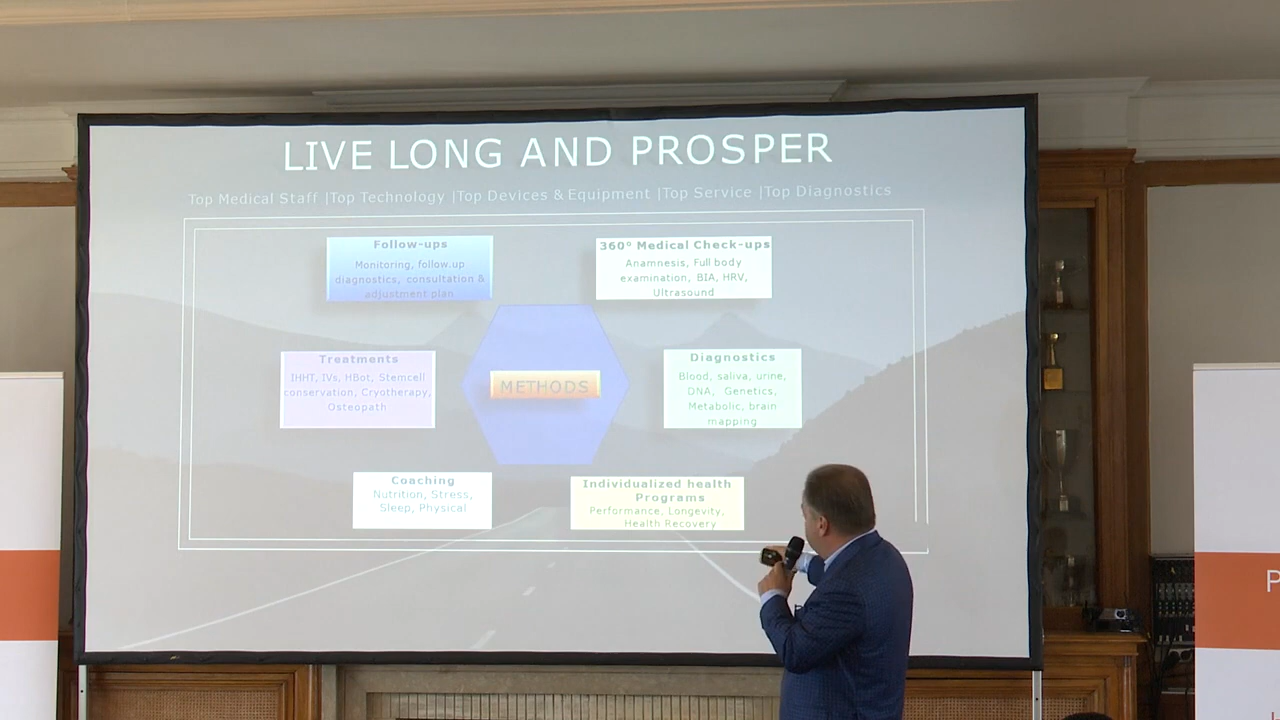 LIVE LONG AND PROSPER
Top Medical Staff |Top Technology |Top Devices & Equipment |Top Service |Top Diagnostics
Follow-ups
Monitoring, follow.up
diagnostics, consultation &
adjustment plan
360° Medical Check-ups
Anamnesis, Full body
examination, BIA, HRV,
Ultrasound
Treatments
IHHT, IVs, HBot, Stemcell
conservation, Cryotherapy,
Osteopath
METHODS
Diagnostics
Blood, saliva, urine,
DNA, Genetics,
Metabolic, brain
mapping
Coaching
Nutrition, Stress,
Sleep, Physical
Individualized health
Programs
Performance, Longevity,
Health Recovery
P